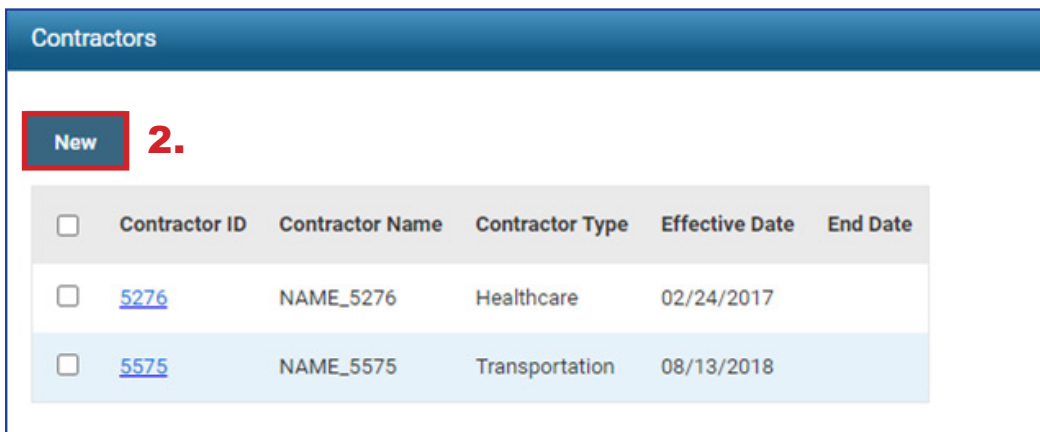 Contractors
New 2.
Contractor ID Contractor Name Contractor Type Effective Date End Date
5276 NAME_5276 Healthcare 02/24/2017
5575 NAME_5575 Transportation 08/13/2018